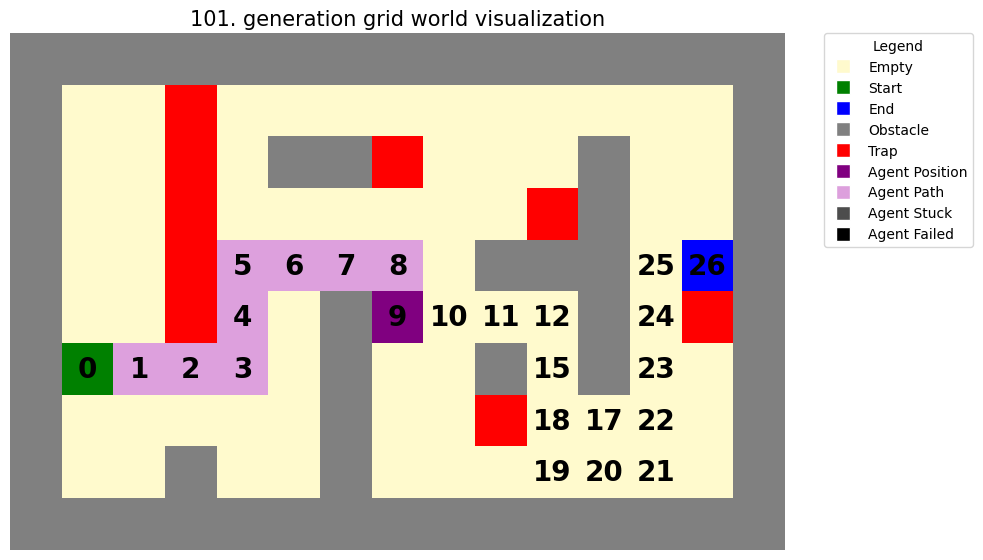 101. generation grid world visualization
Legend
Empty
Start
End
Obstacle
Trap
Agent Position
Agent Path
Agent Stuck
Agent Failed
5 6 7 8 25 26
4 9 10 11 12 24
0 1 2 3 15 23
18 17 22
19 20 21